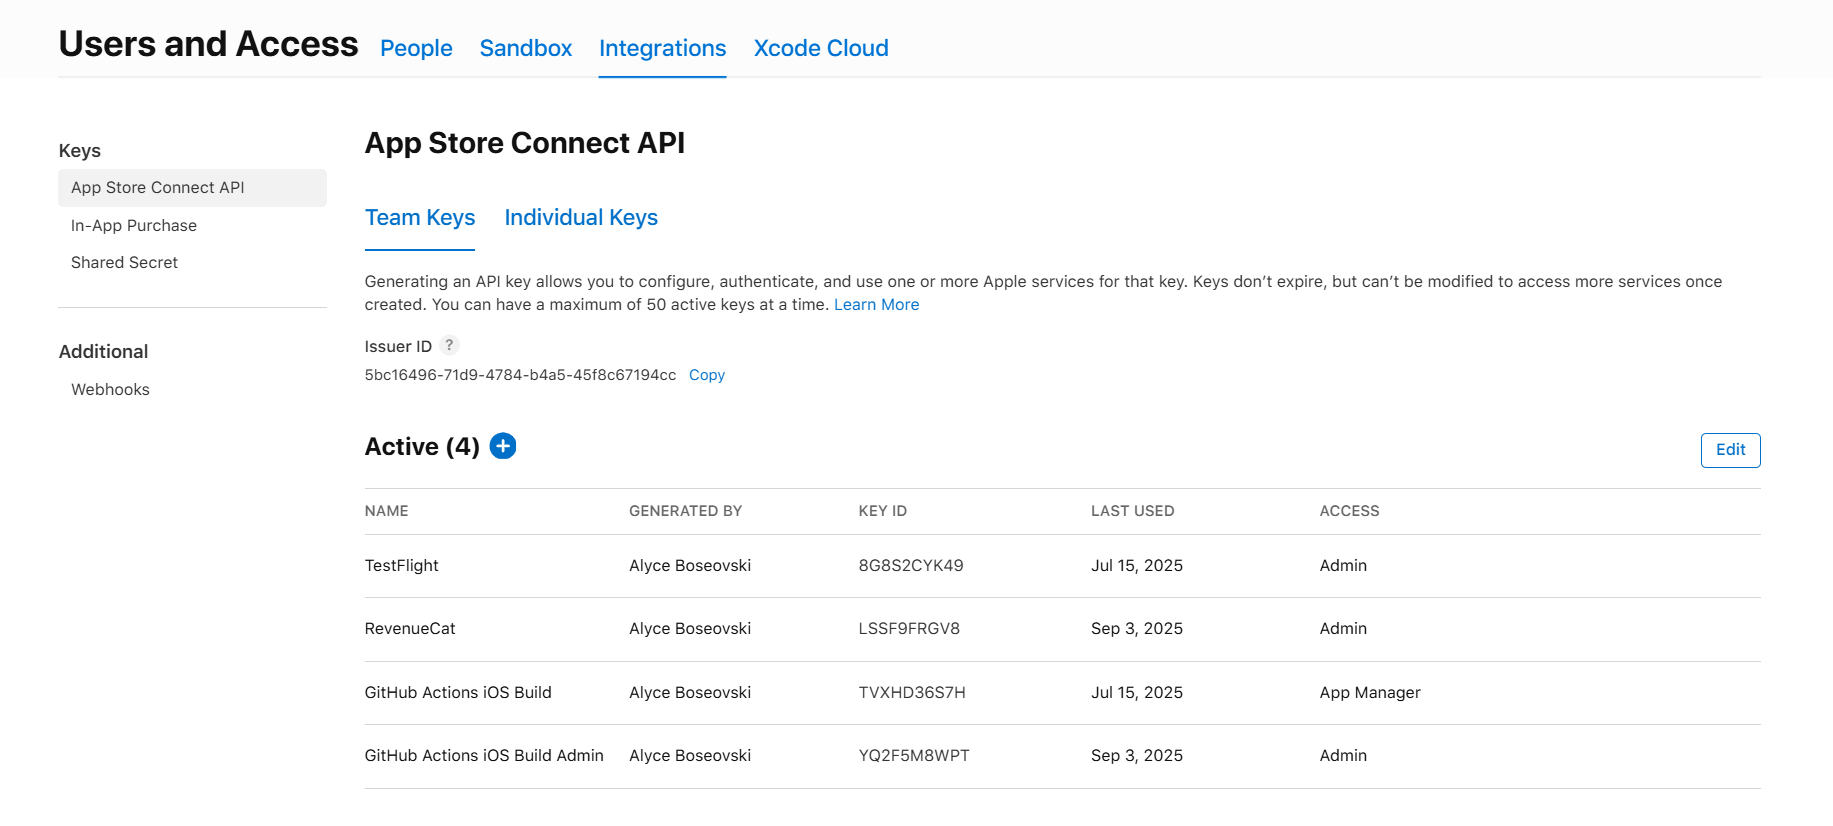 Users and Access People Sandbox Integrations Xcode Cloud
Keys
App Store Connect API
In-App Purchase
Shared Secret
Additional
Webhooks
App Store Connect API
Team Keys Individual Keys
Generating an API key allows you to configure, authenticate, and use one or more Apple services for that key. Keys don’t expire, but can’t be modified to access more services once
created. You can have a maximum of 50 active keys at a time. Learn More
Issuer ID ?
5bc16496-71d9-4784-b4a5-45f8c67194cc Copy
Active (4) +
Edit
NAME GENERATED BY KEY ID LAST USED ACCESS
TestFlight Alyce Boseovski 8G8S2CYK49 Jul 15, 2025 Admin
RevenueCat Alyce Boseovski LSSF9FRGV8 Sep 3, 2025 Admin
GitHub Actions iOS Build Alyce Boseovski TVXHD36S7H Jul 15, 2025 App Manager
GitHub Actions iOS Build Admin Alyce Boseovski YQ2F5M8WPT Sep 3, 2025 Admin